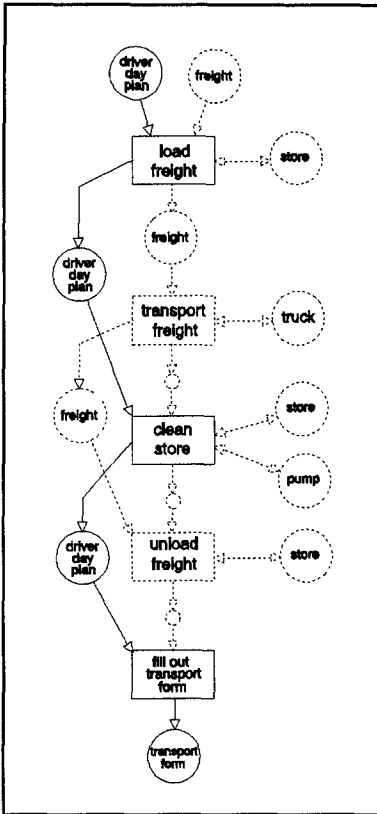 driver
day
plan
freight
load
freight
store
freight
driver
day
plan
transport
freight
truck
freight
clean
store
store
pump
driver
day
plan
unload
freight
store
fill out
transport
form
transport
form